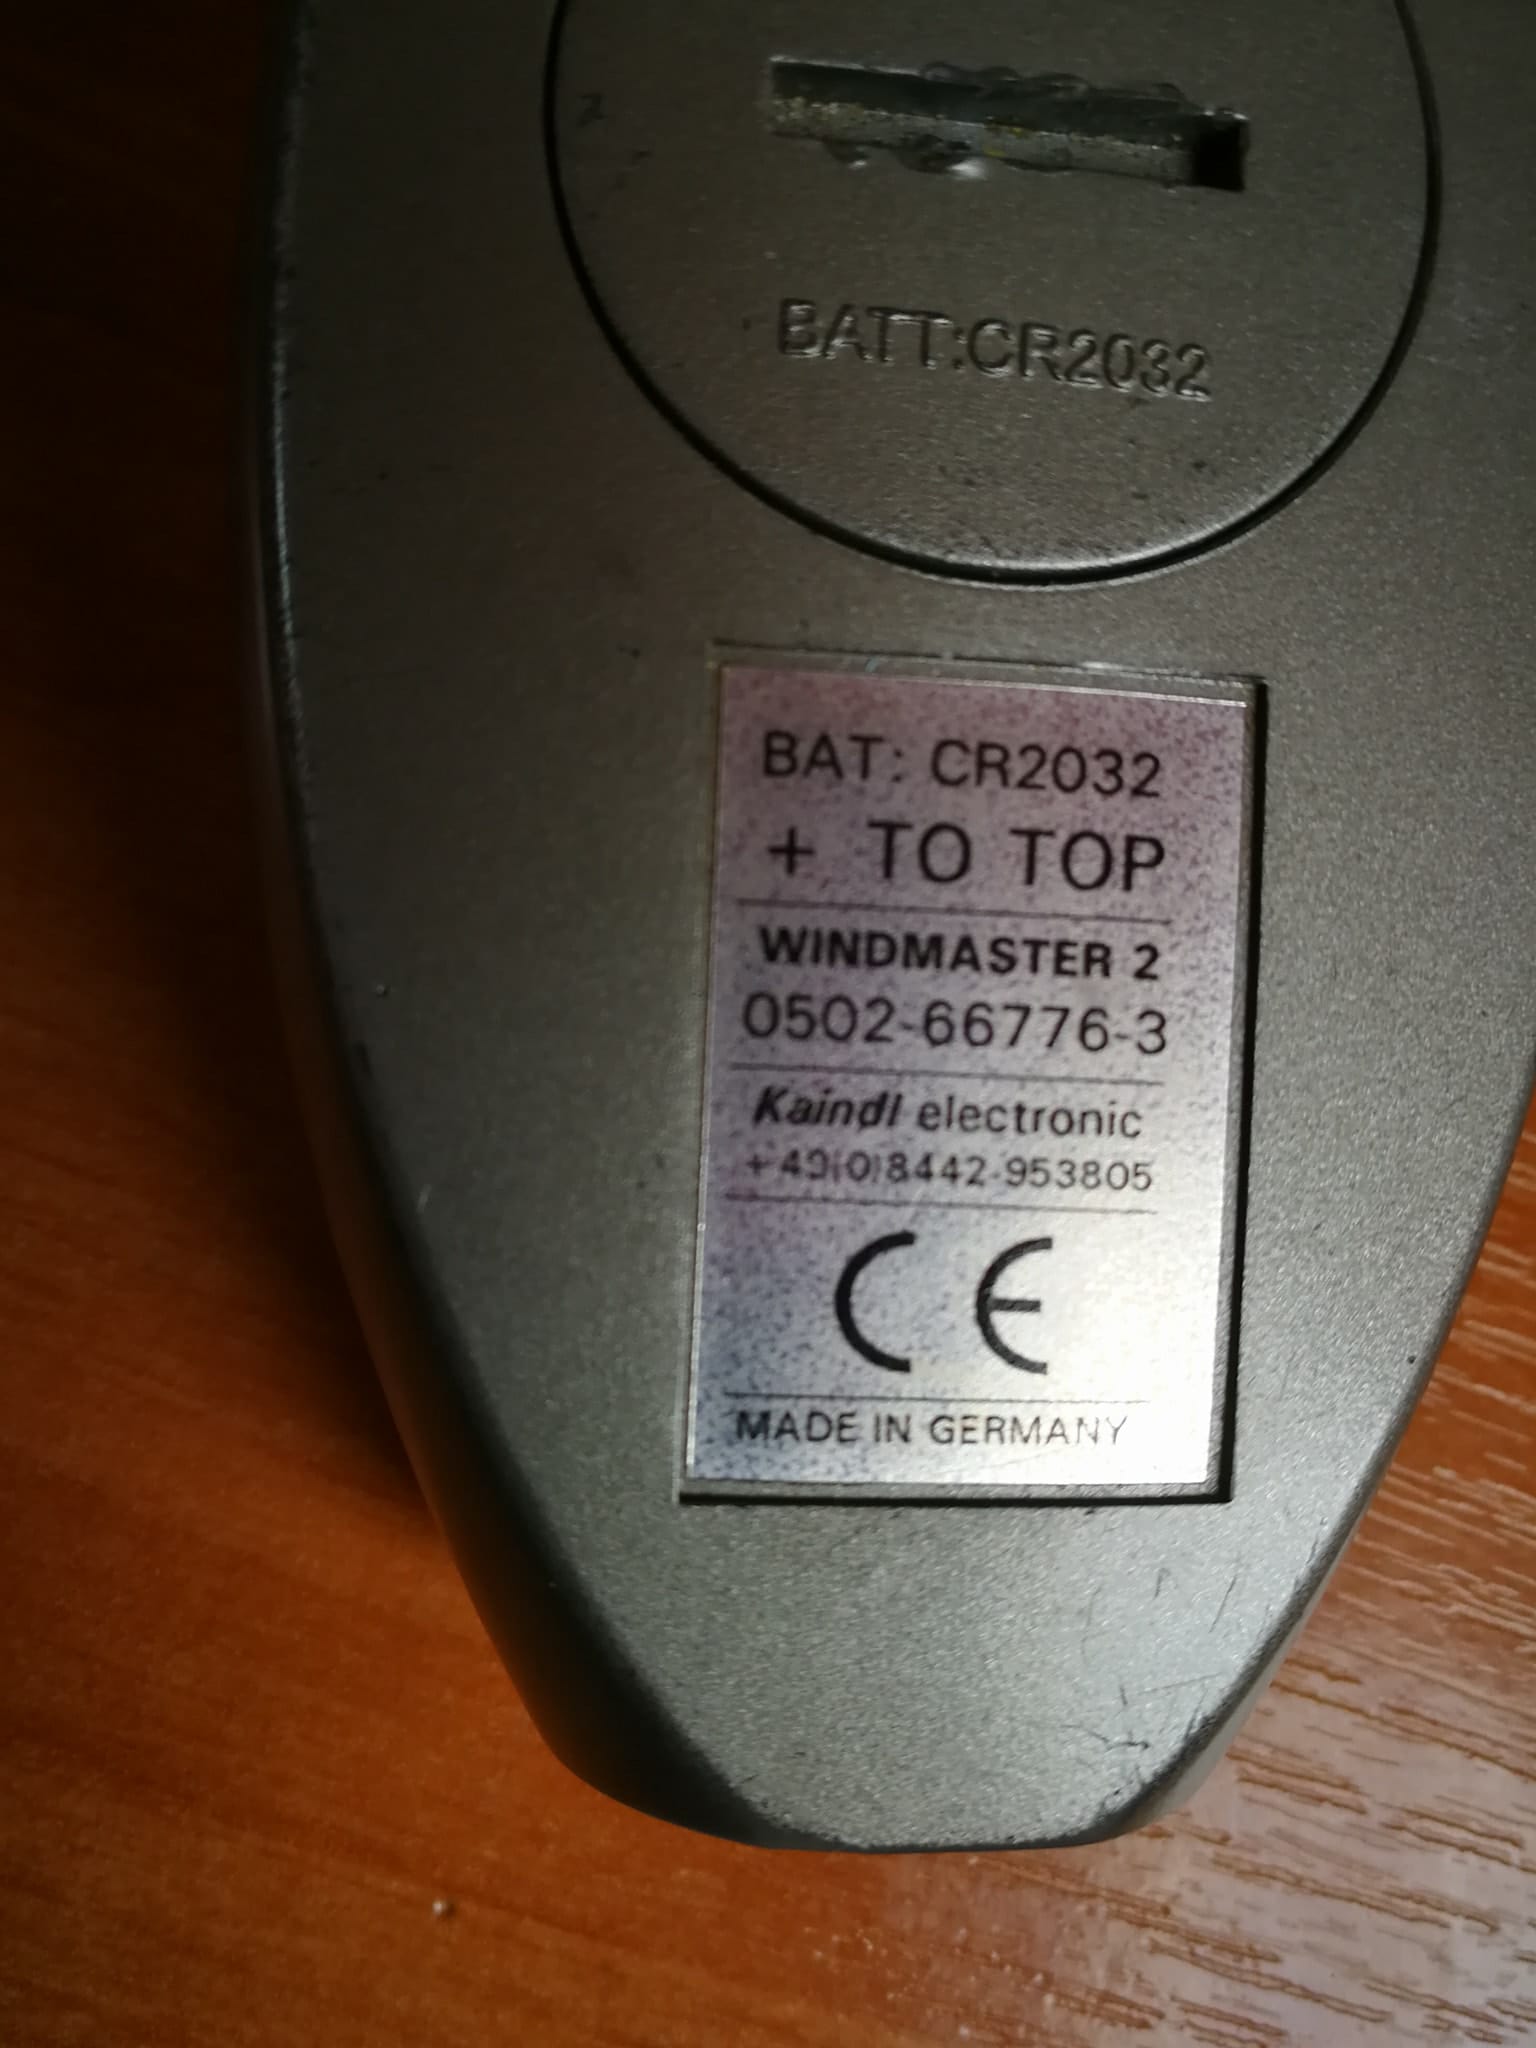 BATT:CR2032
BAT: CR2032
+ TO TOP
WINDMASTER 2
0502-66776-3
Kaindl electronic
+49(0)8442-953805
CE
MADE IN GERMANY